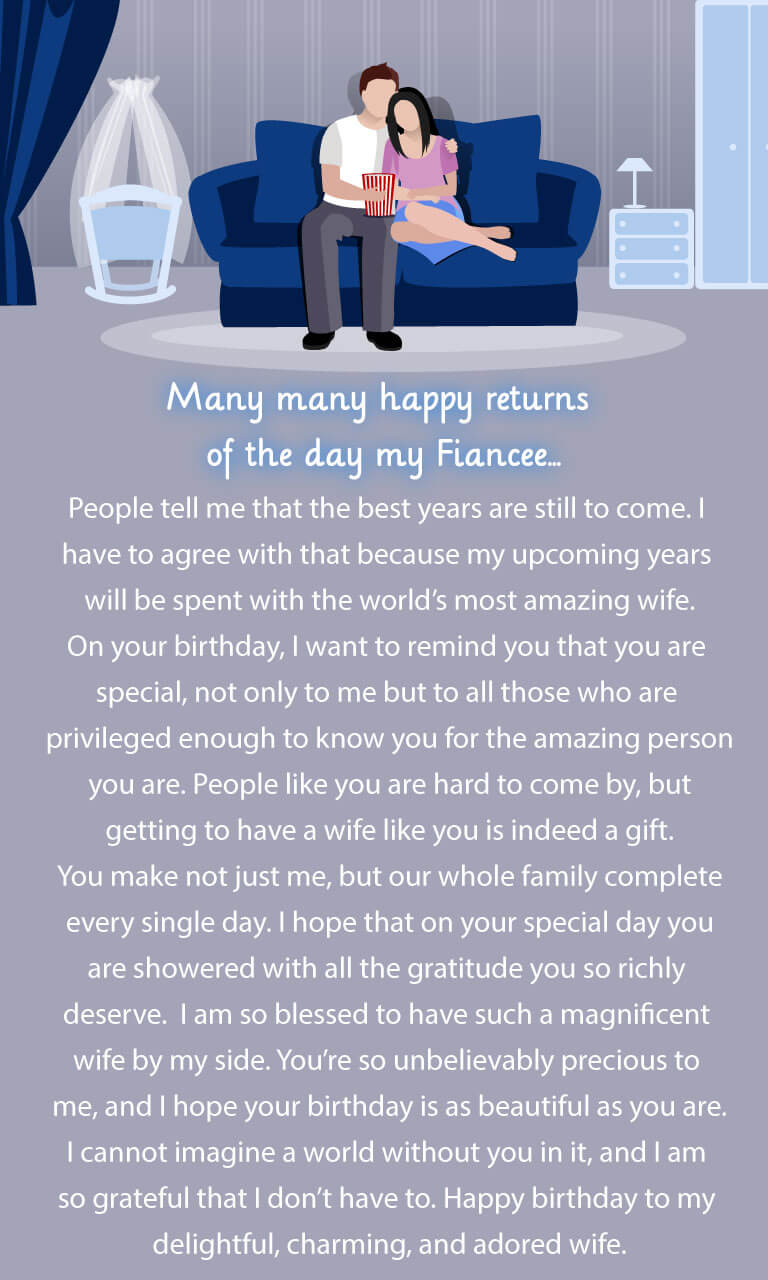 Many many happy returns
of the day my Fiancee...
People tell me that the best years are still to come. I
have to agree with that because my upcoming years
will be spent with the world’s most amazing wife.
On your birthday, I want to remind you that you are
special, not only to me but to all those who are
privileged enough to know you for the amazing person
you are. People like you are hard to come by, but
getting to have a wife like you is indeed a gift.
You make not just me, but our whole family complete
every single day. I hope that on your special day you
are showered with all the gratitude you so richly
deserve.  I am so blessed to have such a magnificent
wife by my side. You’re so unbelievably precious to
me, and I hope your birthday is as beautiful as you are.
I cannot imagine a world without you in it, and I am
so grateful that I don’t have to. Happy birthday to my
delightful, charming, and adored wife.